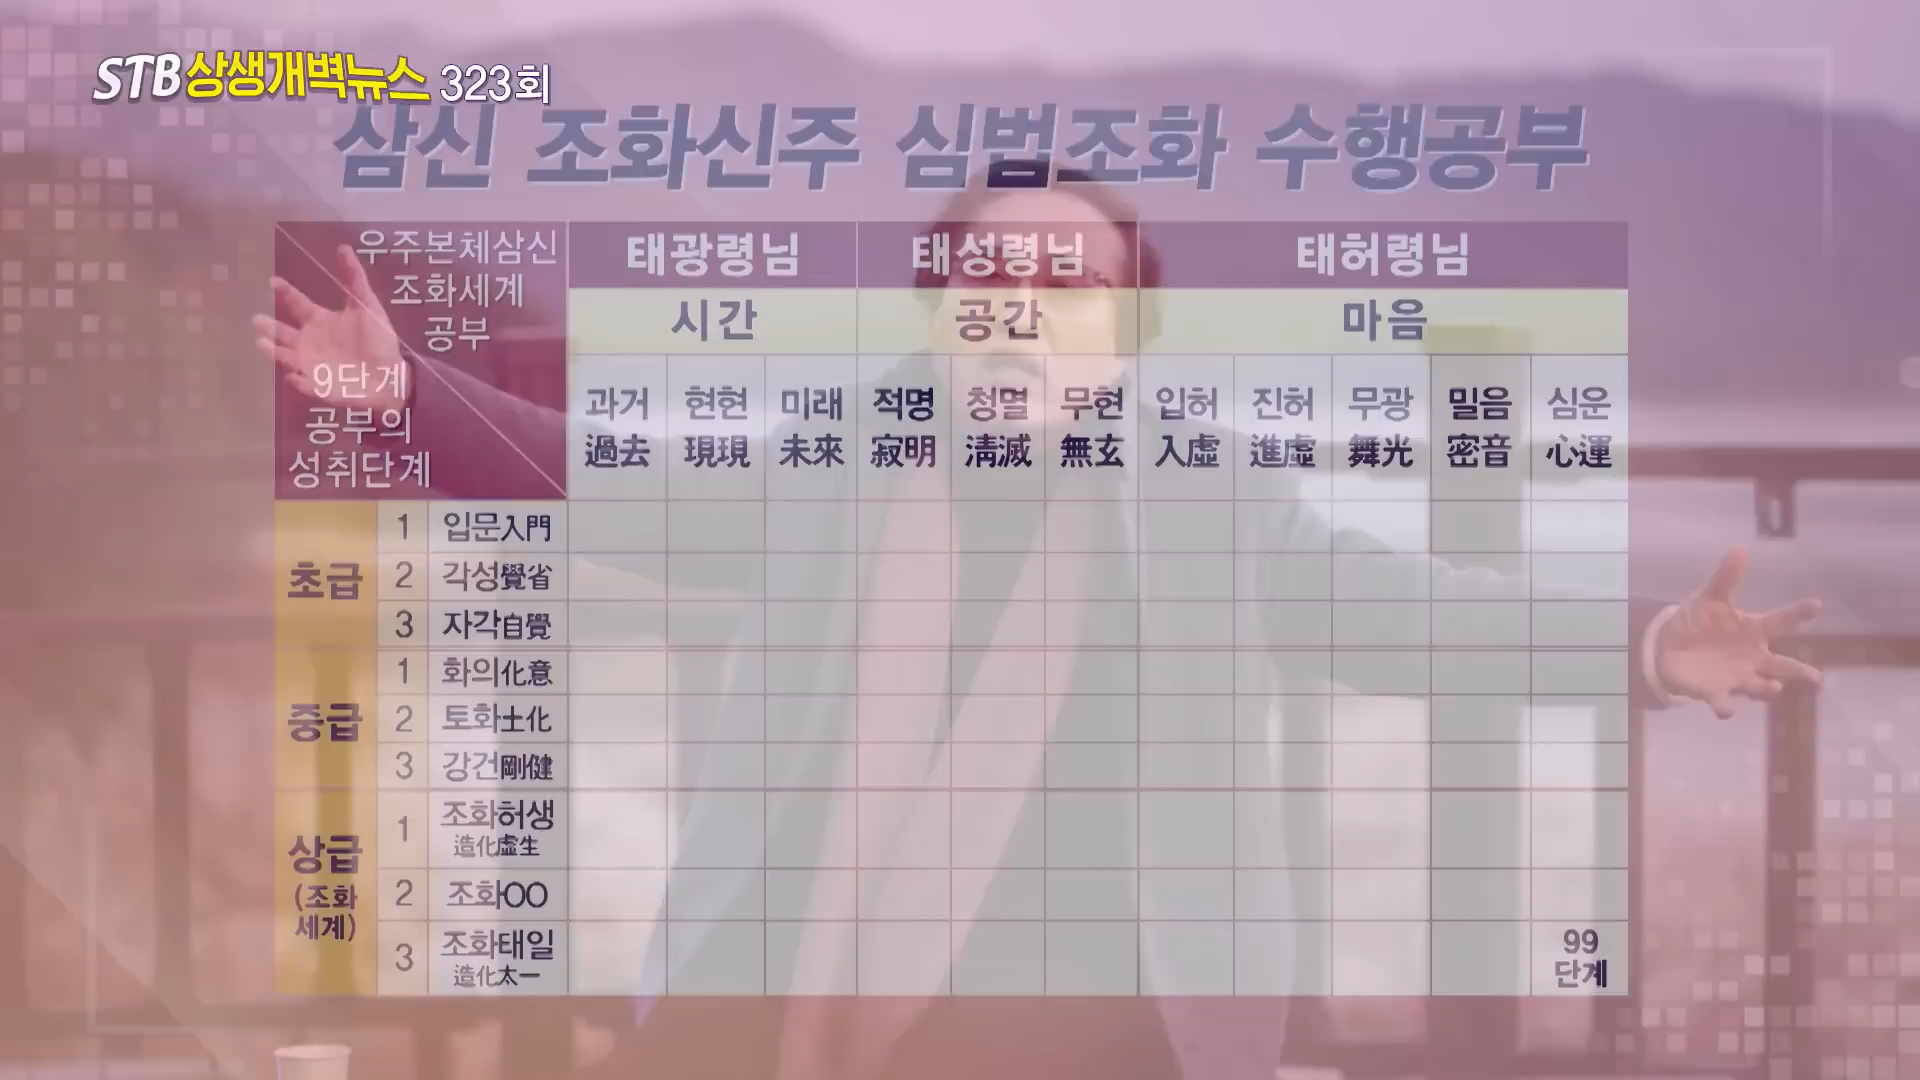 STB상생개벽뉴스 323회
삼신 조화신주 심법조화 수행공부
우주본체삼신
조화세계
공부
9단계
공부의
성취단계
태광령님 태성령님 태허령님
시간 공간 마음
과거 현현 미래 적명 청멸 무현 입허 진허 무광 밀음 심운
過去 現現 未來 寂明 淸滅 無玄 入虛 進虛 舞光 密音 心運
초급
1 입문入門
2 각성覺省
3 자각自覺
중급
1 화의化意
2 토화土化
3 강건剛健
상급
(조화
세계)
1 조화허생
造化虛生
2 조화OO
3 조화태일
造化太一
99
단계